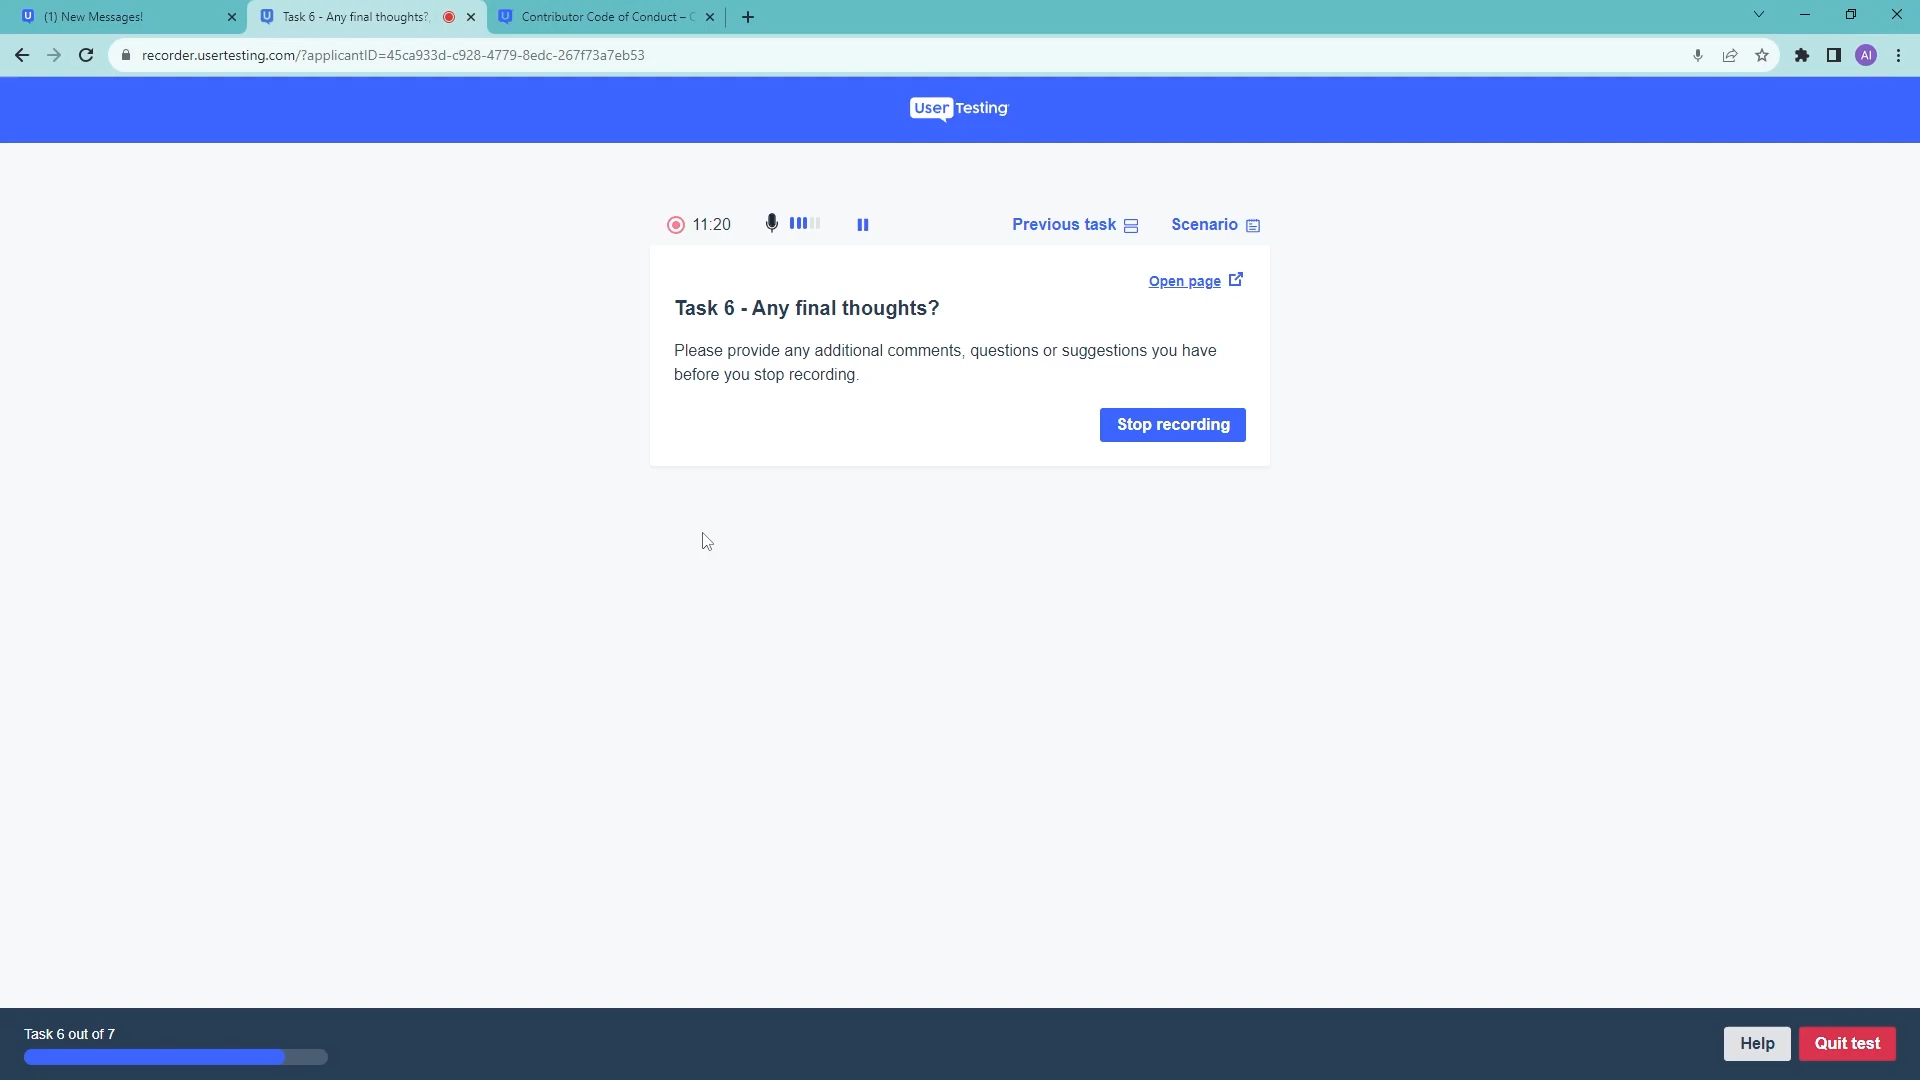 (1) New Messages!
Task 6 - Any final thoughts?
Contributor Code of Conduct – C
recorder.usertesting.com/?applicantID=45ca933d-c928-4779-8edc-267f73a7eb53
AI
User Testing
11:20
Previous task
Scenario
Open page
Task 6 - Any final thoughts?
Please provide any additional comments, questions or suggestions you have
before you stop recording.
Stop recording
Task 6 out of 7
Help
Quit test